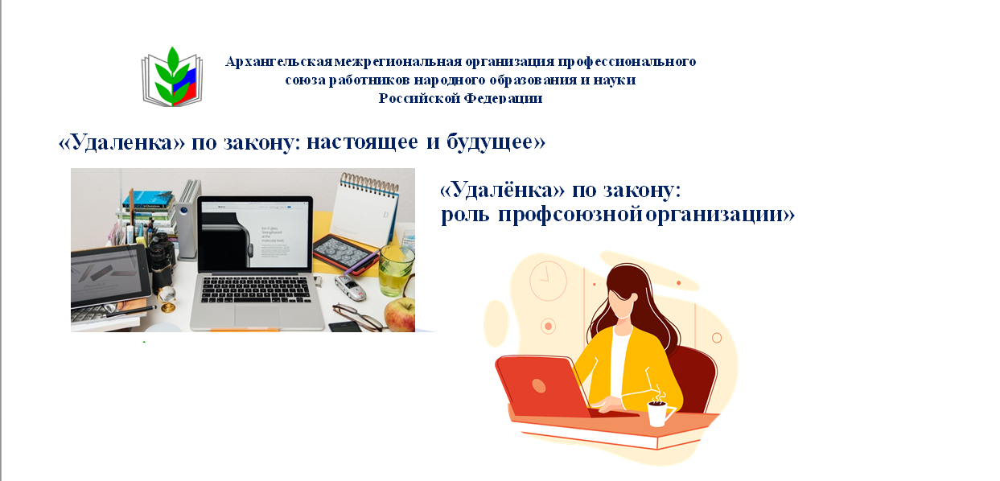 Архангельская межрегиональная организация профессионального
союза работников народного образования и науки
Российской Федерации
«Удаленка» по закону: настоящее и будущее»
«Удалёнка» по закону:
роль профсоюзной организации»